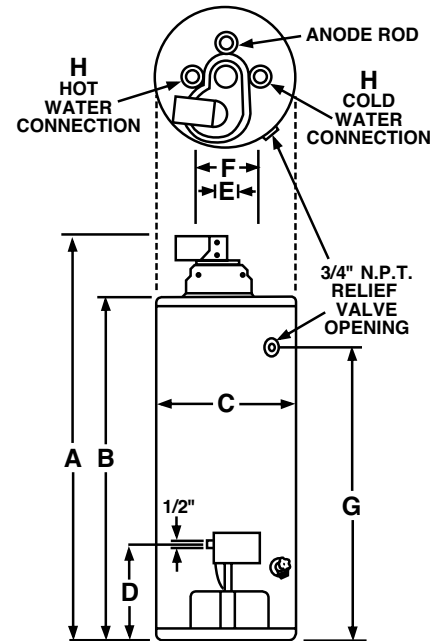 ANODE ROD
H
HOT
WATER
CONNECTION
H
COLD
WATER
CONNECTION
F
E
3/4" N.P.T.
RELIEF
VALVE
OPENING
C
A
B
G
1/2"
D